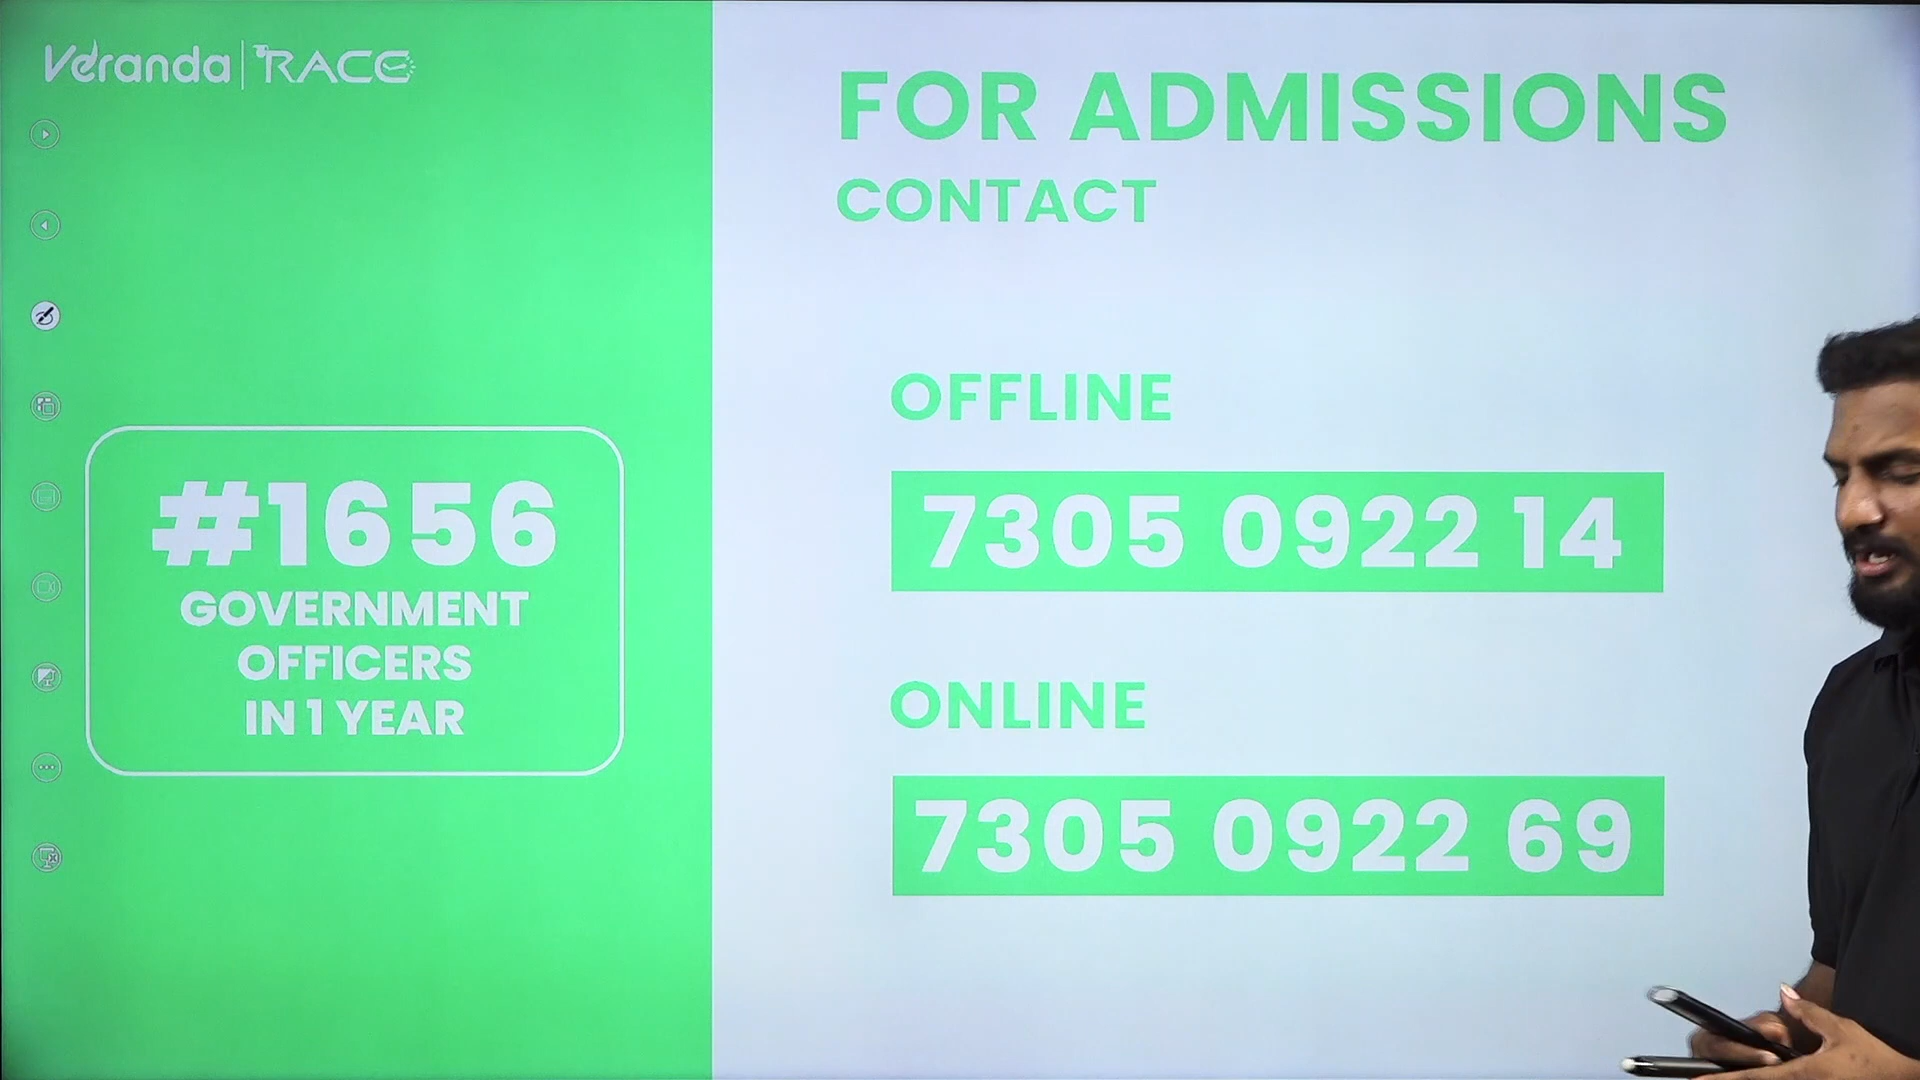 Veranda RACE
FOR ADMISSIONS
CONTACT
OFFLINE
7305 0922 14
ONLINE
7305 0922 69
#1656
GOVERNMENT
OFFICERS
IN 1 YEAR